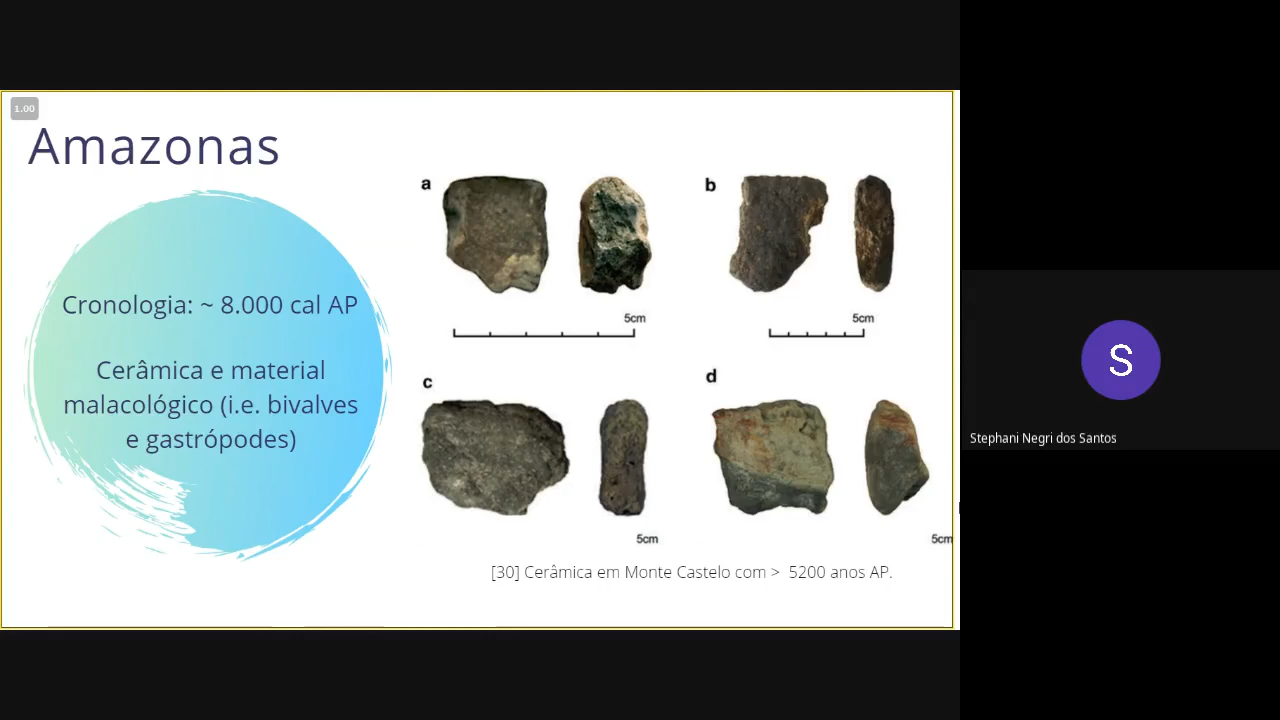 1.00
Amazonas
Cronologia: ~ 8.000 cal AP
Cerâmica e material
malacológico (i.e. bivalves
e gastrópodes)
a
b
5cm
5cm
c
d
5cm
5cm
[30] Cerâmica em Monte Castelo com > 5200 anos AP.
S
Stephani Negri dos Santos